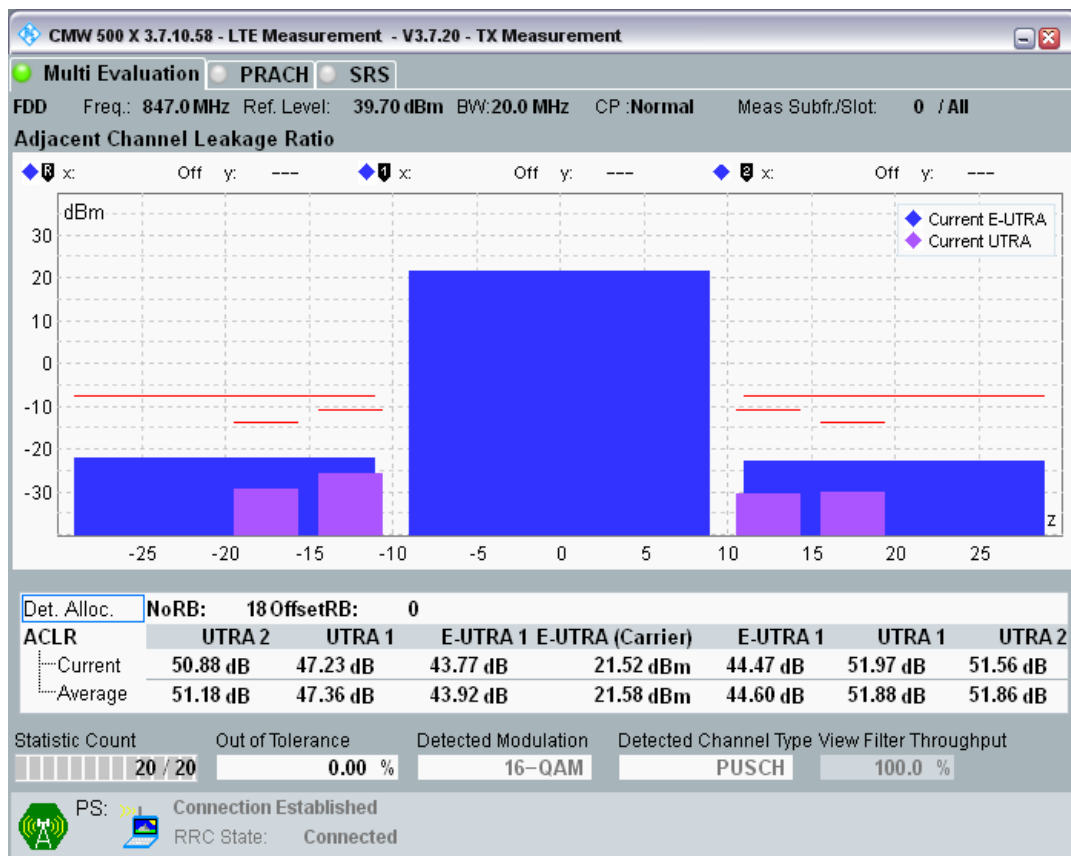 CMW 500 X 3.7.10.58 - LTE Measurement - V3.7.20 - TX Measurement
Multi Evaluation PRACH SRS
FDD Freq.: 847.0 MHz Ref. Level: 39.70 dBm BW:20.0 MHz CP :Normal Meas Subfr./Slot: 0 / All
Adjacent Channel Leakage Ratio
R x: Off y: --- 1 x: Off y: --- 2 x: Off y: ---
dBm
Current E-UTRA
Current UTRA
30
20
10
0
-10
-20
-30
z
-25 -20 -15 -10 -5 0 5 10 15 20 25
Det. Alloc. NoRB: 18 OffsetRB: 0
ACLR UTRA 2 UTRA 1 E-UTRA 1 E-UTRA (Carrier) E-UTRA 1 UTRA 1 UTRA 2
Current 50.88 dB 47.23 dB 43.77 dB 21.52 dBm 44.47 dB 51.97 dB 51.56 dB
Average 51.18 dB 47.36 dB 43.92 dB 21.58 dBm 44.60 dB 51.88 dB 51.86 dB
Statistic Count Out of Tolerance Detected Modulation Detected Channel Type View Filter Throughput
20 / 20 0.00 % 16-QAM PUSCH 100.0 %
PS: Connection Established
RRC State: Connected